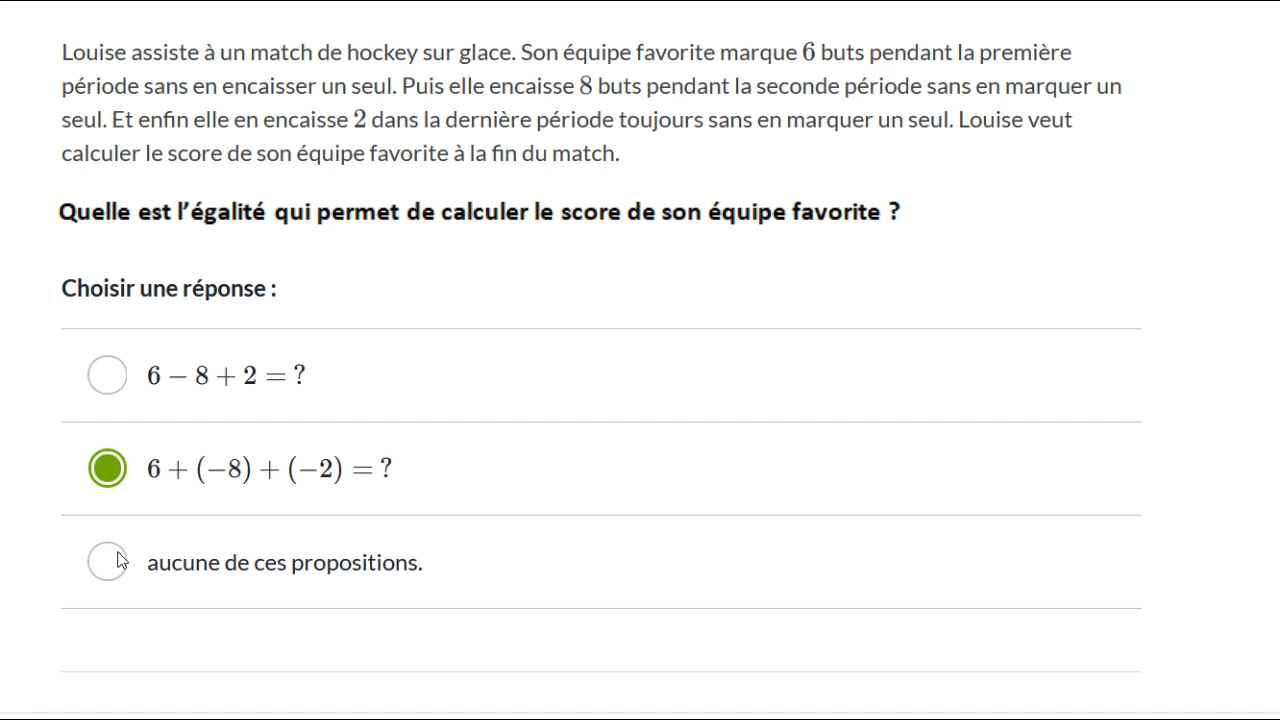 Louise assiste à un match de hockey sur glace. Son équipe favorite marque 6 buts pendant la première
période sans en encaisser un seul. Puis elle encaisse 8 buts pendant la seconde période sans en marquer un
seul. Et enfin elle en encaisse 2 dans la dernière période toujours sans en marquer un seul. Louise veut
calculer le score de son équipe favorite à la fin du match.
Quelle est l’égalité qui permet de calculer le score de son équipe favorite ?
Choisir une réponse :
6 − 8 + 2 = ?
6 + (−8) + (−2) = ?
aucune de ces propositions.